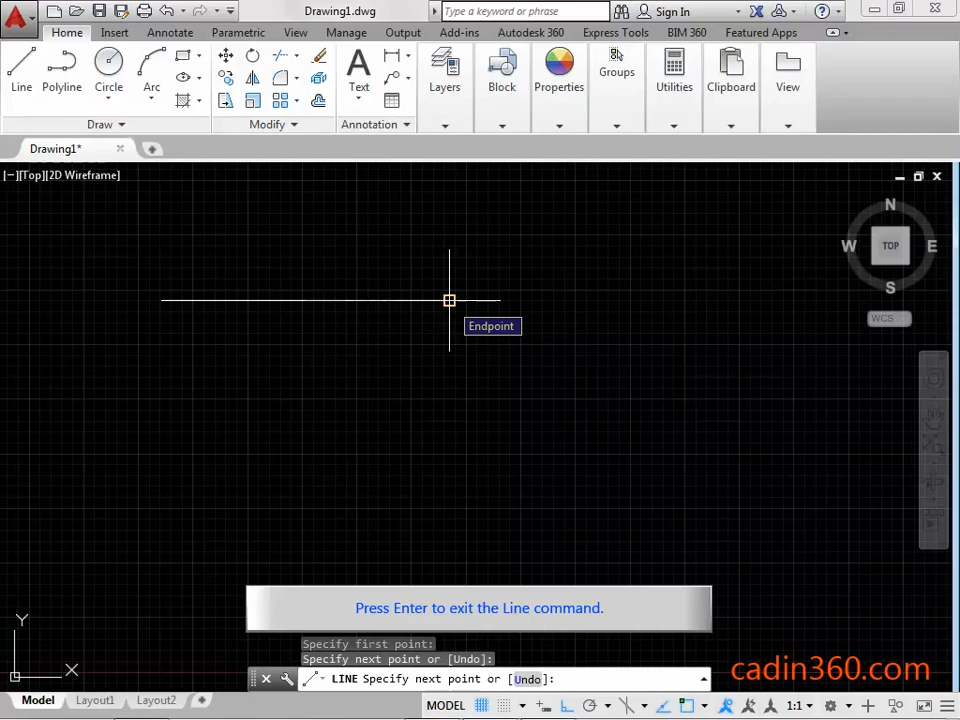 Drawing1.dwg
Type a keyword or phrase
Sign In
Home Insert Annotate Parametric View Manage Output Add-ins Autodesk 360 Express Tools BIM 360 Featured Apps
Line Polyline Circle Arc Text Layers Block Properties Groups Utilities Clipboard View
Draw Modify Annotation
Drawing1*
[−][Top][2D Wireframe]
N
W TOP E
S
WCS
Endpoint
Press Enter to exit the Line command.
Y
Specify first point:
Specify next point or [Undo]:
X
LINE Specify next point or [Undo]:
cadin360.com
Model Layout1 Layout2
MODEL 1:1